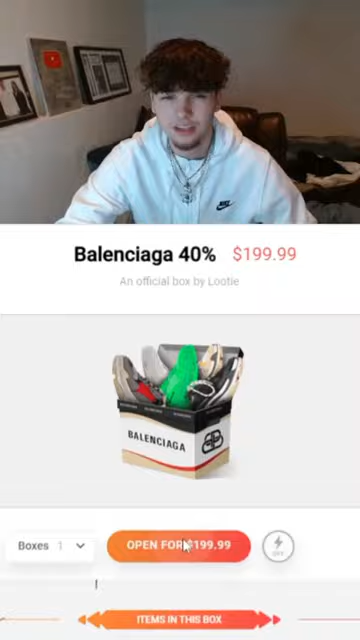 Balenciaga 40% $199.99
An official box by Lootie
BALENCIAGA
Boxes 1
OPEN FOR $199.99
OFF
ITEMS IN THIS BOX